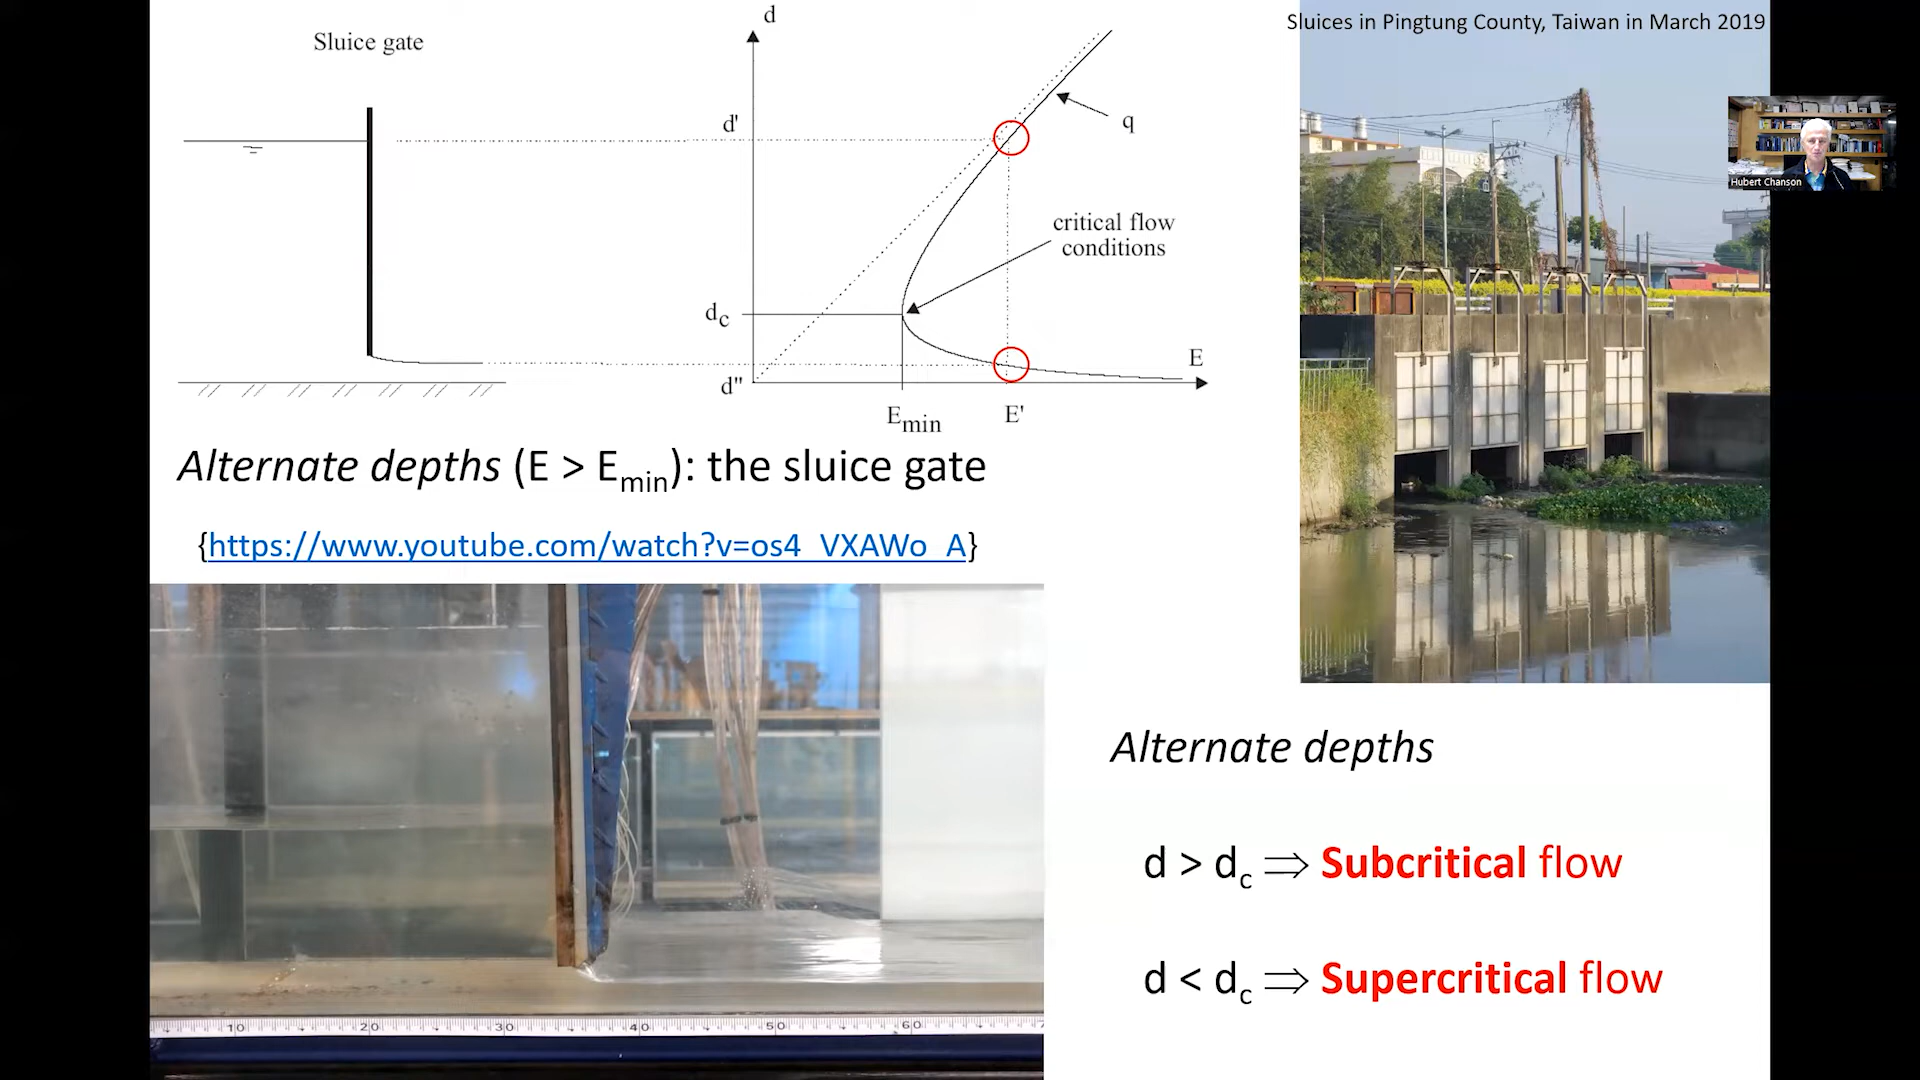 Sluices in Pingtung County, Taiwan in March 2019
Sluice gate
d
d'
q
critical flow
conditions
dc
E
d"
Emin
E'
Hubert Chanson
Alternate depths (E > Emin): the sluice gate
{https://www.youtube.com/watch?v=os4_VXAWo_A}
Alternate depths
d > dc ⇒ Subcritical flow
d < dc ⇒ Supercritical flow
10 20 30 40 50 60